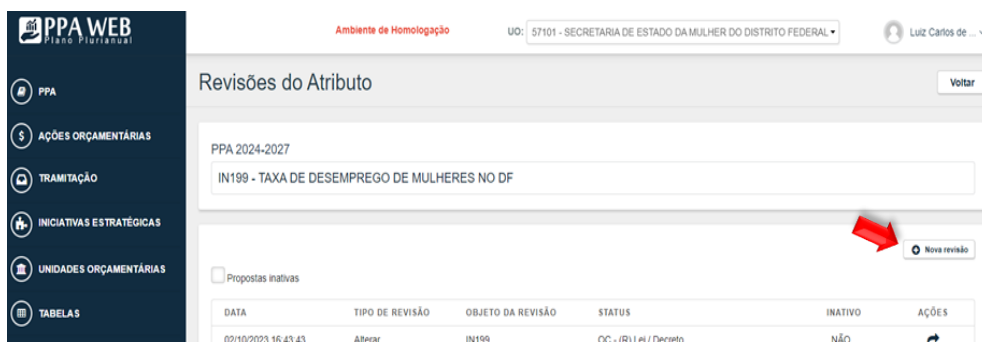 PPA WEB
Plano Plurianual
Ambiente de Homologação
UO: 57101 - SECRETARIA DE ESTADO DA MULHER DO DISTRITO FEDERAL
Luiz Carlos de ...
Revisões do Atributo
Voltar
PPA
AÇÕES ORÇAMENTÁRIAS
TRAMITAÇÃO
INICIATIVAS ESTRATÉGICAS
UNIDADES ORÇAMENTÁRIAS
TABELAS
PPA 2024-2027
IN199 - TAXA DE DESEMPREGO DE MULHERES NO DF
Nova revisão
Propostas inativas
DATA TIPO DE REVISÃO OBJETO DA REVISÃO STATUS INATIVO AÇÕES
02/10/2023 16:43:43 Alterar IN199 OC - (R) Lei / Decreto NÃO